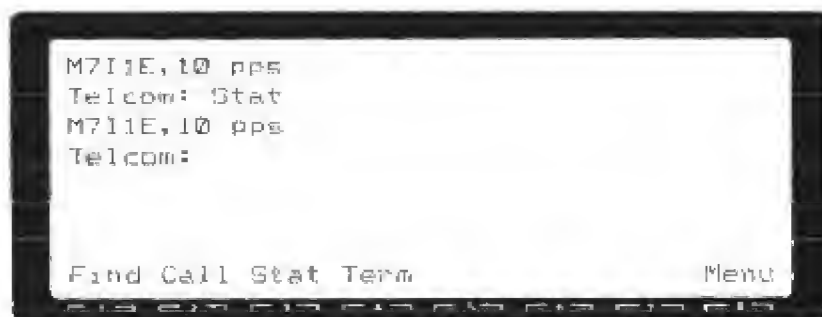 M7I1E,10 pps
Telcom: Stat
M7I1E,10 pps
Telcom:
Find Call Stat Term Menu